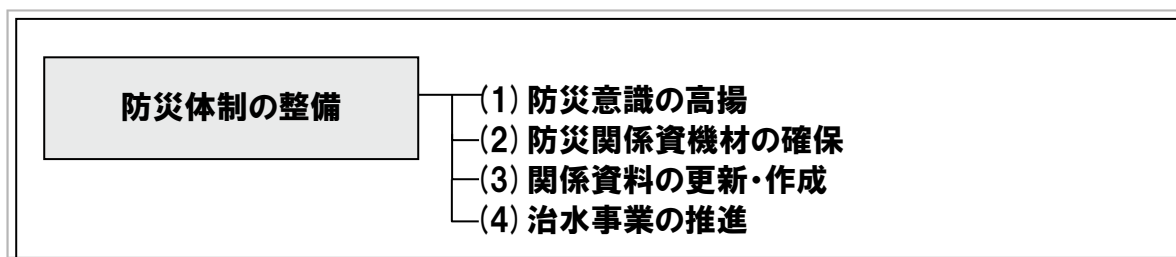 防災体制の整備
(1) 防災意識の高揚
(2) 防災関係資機材の確保
(3) 関係資料の更新・作成
(4) 治水事業の推進